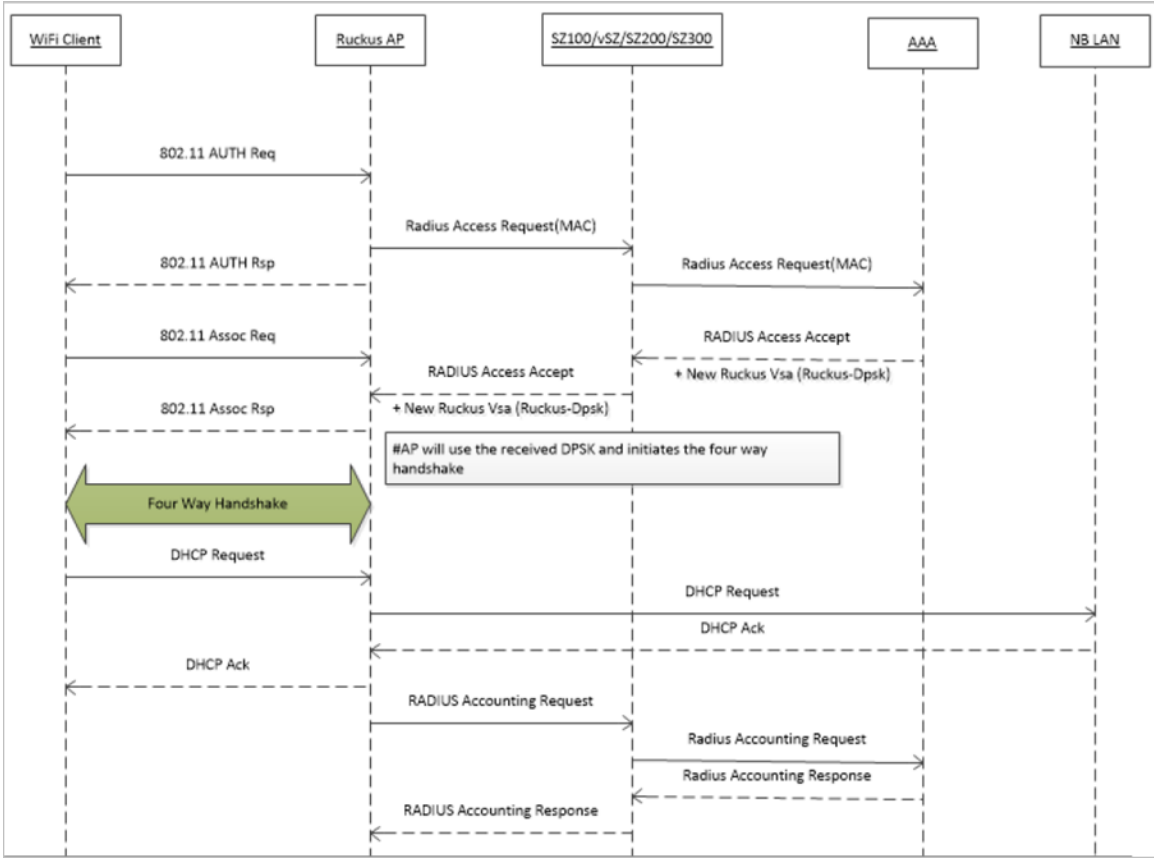 WiFi Client
Ruckus AP
SZ100/vSZ/SZ200/SZ300
AAA
NB LAN
802.11 AUTH Req
Radius Access Request(MAC)
802.11 AUTH Rsp
Radius Access Request(MAC)
802.11 Assoc Req
RADIUS Access Accept
RADIUS Access Accept
+ New Ruckus Vsa (Ruckus-Dpsk)
802.11 Assoc Rsp
+ New Ruckus Vsa (Ruckus-Dpsk)
#AP will use the received DPSK and initiates the four way
handshake
Four Way Handshake
DHCP Request
DHCP Request
DHCP Ack
DHCP Ack
RADIUS Accounting Request
Radius Accounting Request
Radius Accounting Response
RADIUS Accounting Response